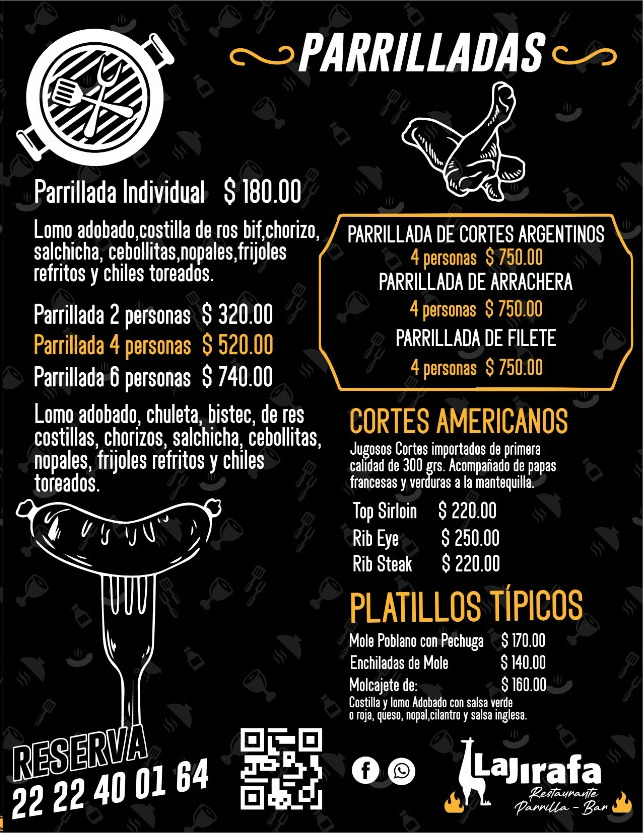 PARRILLADAS
Parrillada Individual $ 180.00
Lomo adobado,costilla de ros bif,chorizo,
salchicha, cebollitas,nopales,frijoles
refritos y chiles toreados.
Parrillada 2 personas $ 320.00
Parrillada 4 personas $ 520.00
Parrillada 6 personas $ 740.00
Lomo adobado, chuleta, bistec, de res
costillas, chorizos, salchicha, cebollitas,
nopales, frijoles refritos y chiles
toreados.
PARRILLADA DE CORTES ARGENTINOS
4 personas $ 750.00
PARRILLADA DE ARRACHERA
4 personas $ 750.00
PARRILLADA DE FILETE
4 personas $ 750.00
CORTES AMERICANOS
Jugosos Cortes importados de primera
calidad de 300 grs. Acompañado de papas
francesas y verduras a la mantequilla.
Top Sirloin $ 220.00
Rib Eye $ 250.00
Rib Steak $ 220.00
PLATILLOS TÍPICOS
Mole Poblano con Pechuga $ 170.00
Enchiladas de Mole $ 140.00
Molcajete de: $ 160.00
Costilla y lomo Adobado con salsa verde
o roja, queso, nopal,cilantro y salsa inglesa.
RESERVA
22 22 40 01 64
LaJirafa
Restaurante
Parrilla - Bar